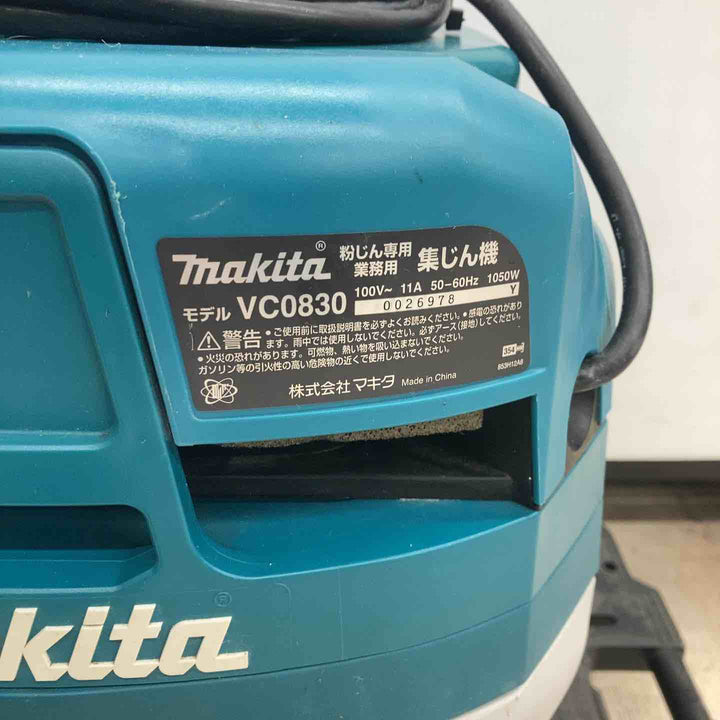 makita®
粉じん専用
業務用
集じん機
モデル VC0830
100V~ 11A 50-60Hz 1050W
0026978 Y
⚠警告 • ご使用前に取扱説明書を必ずよくお読みください。• 感電の恐れがあり
ます。雨中では使用しないでください。必ずアース(接地)してください。
• 火災の恐れがあります。可燃物、熱い物を吸い込まないでください。
ガソリン等の引火性の高い危険物の近くで使用しないでください。
株式会社マキタ Made in China
853H12A8
kita®